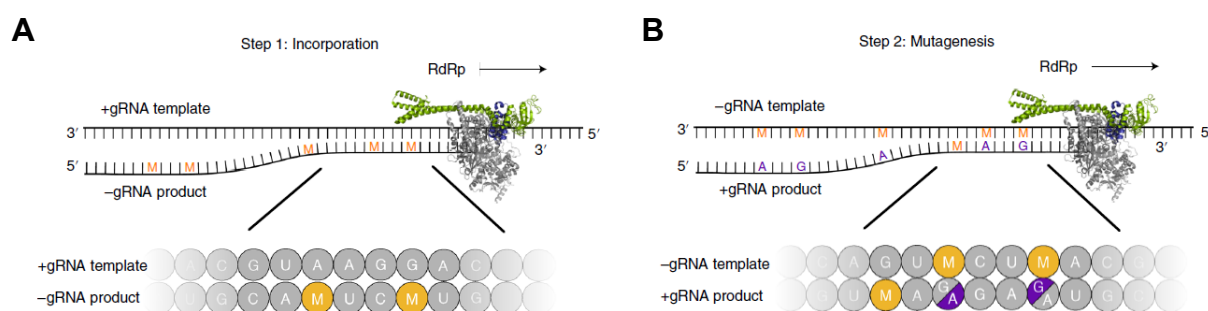 A
Step 1: Incorporation
RdRp
+gRNA template
3′ 5′
M M M M M
3′
5′
−gRNA product
+gRNA template A C G U A A G G A C
−gRNA product U G C A M U C M U G
B
Step 2: Mutagenesis
RdRp
−gRNA template
3′ M M M M M 5
A G A M A G
3′
5′
+gRNA product
−gRNA template C A G U M C U M A C G
+gRNA product G U M A G A G A G A U G C